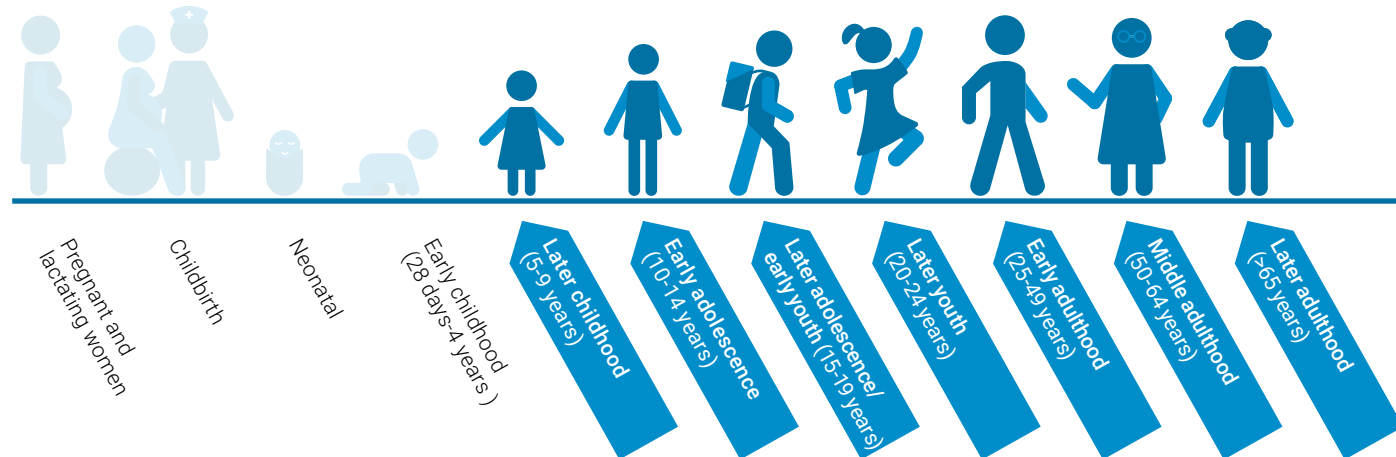 Pregnant and
lactating women
Childbirth
Neonatal
Early childhood
(28 days-4 years )
Later childhood
(5-9 years)
Early adolescence
(10-14 years)
Later adolescence/
early youth (15-19 years)
Later youth
(20-24 years)
Early adulthood
(25-49 years)
Middle adulthood
(50-64 years)
Later adulthood
(>65 years)